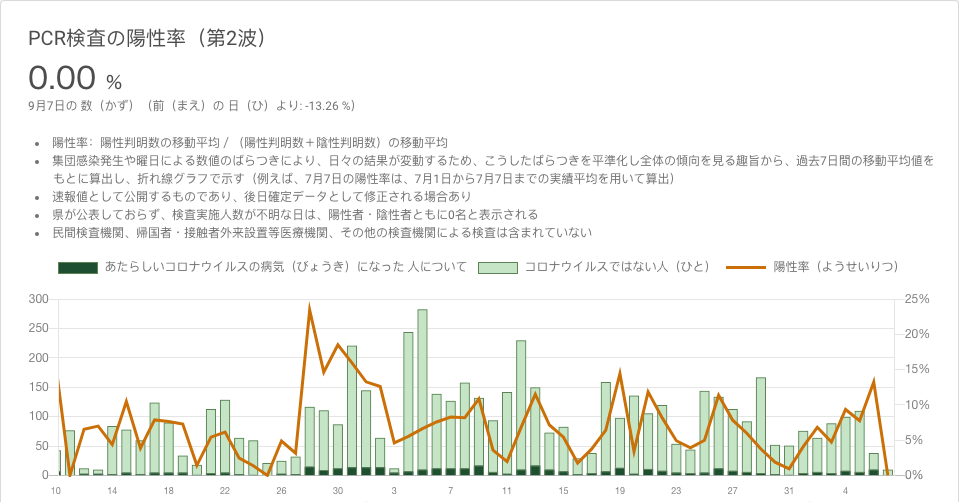 PCR検査の陽性率（第2波）
0.00 %
9月7日の 数（かず）（前（まえ）の 日（ひ）より: -13.26 %）
• 陽性率：陽性判明数の移動平均 / （陽性判明数＋陰性判明数）の移動平均
• 集団感染発生や曜日による数値のばらつきにより、日々の結果が変動するため、こうしたばらつきを平準化し全体の傾向を見る趣旨から、過去7日間の移動平均値を
もとに算出し、折れ線グラフで示す（例えば、7月7日の陽性率は、7月1日から7月7日までの実績平均を用いて算出）
• 速報値として公開するものであり、後日確定データとして修正される場合あり
• 県が公表しておらず、検査実施人数が不明な日は、陽性者・陰性者ともに0名と表示される
• 民間検査機関、帰国者・接触者外来設置等医療機関、その他の検査機関による検査は含まれていない
あたらしいコロナウイルスの病気（びょうき）になった 人について コロナウイルスではない人（ひと） 陽性率（ようせいりつ）
300 25%
250 20%
200 15%
150 10%
100 5%
50 0%
0
10 14 18 22 26 30 3 7 11 15 19 23 27 31 4